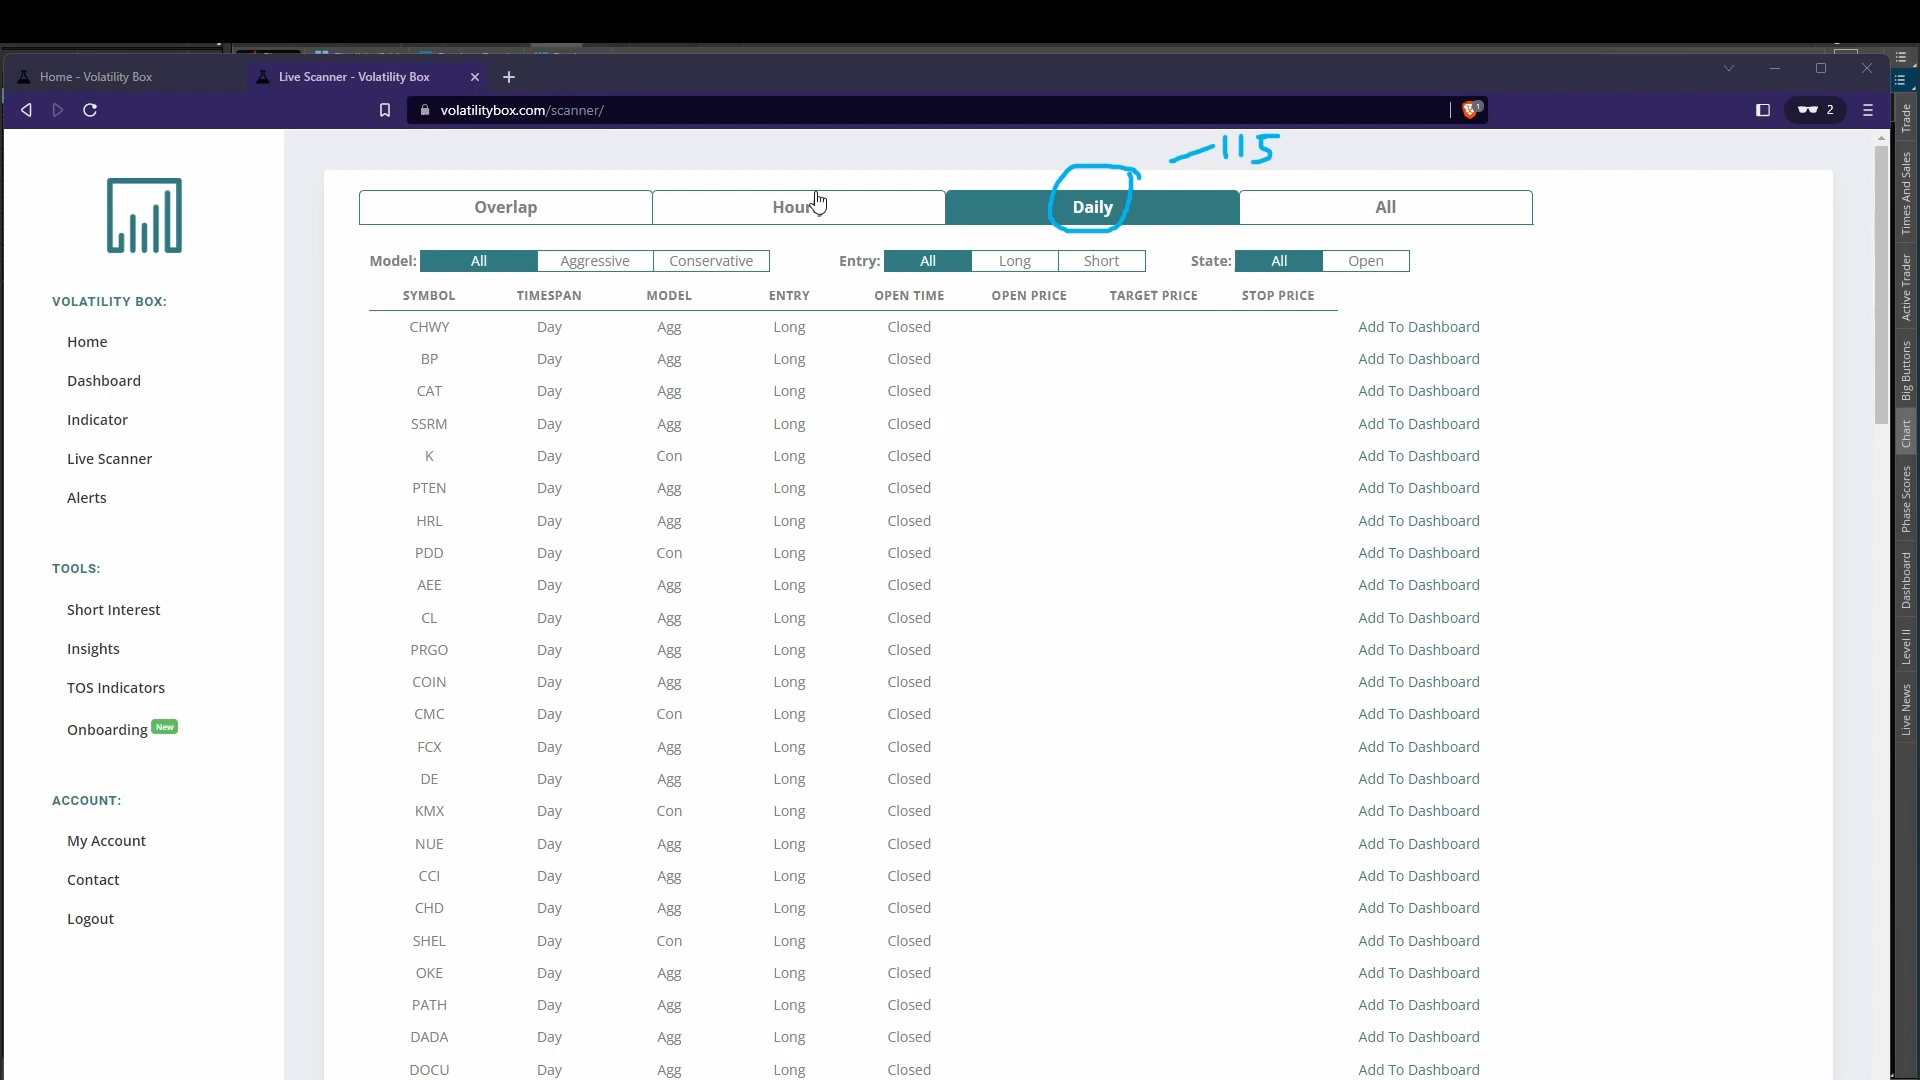 Home - Volatility Box
Live Scanner - Volatility Box
volatilitybox.com/scanner/
1
2
115
Overlap Hour Daily All
Model: All Aggressive Conservative Entry: All Long Short State: All Open
SYMBOL TIMESPAN MODEL ENTRY OPEN TIME OPEN PRICE TARGET PRICE STOP PRICE
CHWY Day Agg Long Closed Add To Dashboard
BP Day Agg Long Closed Add To Dashboard
CAT Day Agg Long Closed Add To Dashboard
SSRM Day Agg Long Closed Add To Dashboard
K Day Con Long Closed Add To Dashboard
PTEN Day Agg Long Closed Add To Dashboard
HRL Day Agg Long Closed Add To Dashboard
PDD Day Con Long Closed Add To Dashboard
AEE Day Agg Long Closed Add To Dashboard
CL Day Agg Long Closed Add To Dashboard
PRGO Day Agg Long Closed Add To Dashboard
COIN Day Agg Long Closed Add To Dashboard
CMC Day Con Long Closed Add To Dashboard
FCX Day Agg Long Closed Add To Dashboard
DE Day Agg Long Closed Add To Dashboard
KMX Day Con Long Closed Add To Dashboard
NUE Day Agg Long Closed Add To Dashboard
CCI Day Agg Long Closed Add To Dashboard
CHD Day Agg Long Closed Add To Dashboard
SHEL Day Con Long Closed Add To Dashboard
OKE Day Agg Long Closed Add To Dashboard
PATH Day Agg Long Closed Add To Dashboard
DADA Day Agg Long Closed Add To Dashboard
DOCU Day Agg Long Closed Add To Dashboard
VOLATILITY BOX:
Home
Dashboard
Indicator
Live Scanner
Alerts
TOOLS:
Short Interest
Insights
TOS Indicators
Onboarding New
ACCOUNT:
My Account
Contact
Logout
Trade
Times And Sales
Active Trader
Big Buttons
Chart
Phase Scores
Dashboard
Level II
Live News